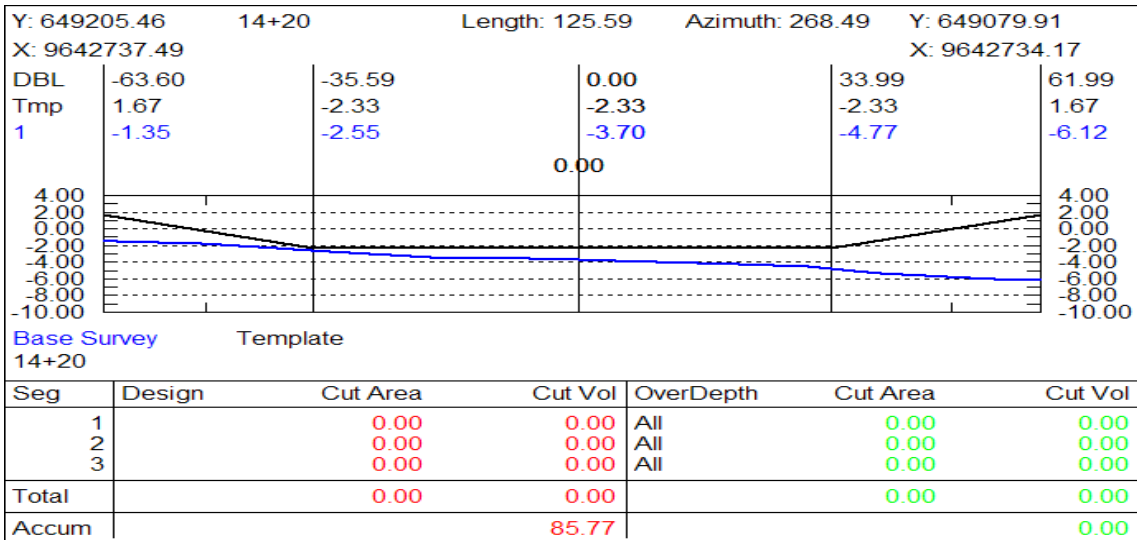 Y: 649205.46 14+20 Length: 125.59 Azimuth: 268.49 Y: 649079.91
X: 9642737.49 X: 9642734.17
DBL -63.60 -35.59 0.00 33.99 61.99
Tmp 1.67 -2.33 -2.33 -2.33 1.67
1 -1.35 -2.55 -3.70 -4.77 -6.12
0.00
4.00 4.00
2.00 2.00
0.00 0.00
-2.00 -2.00
-4.00 -4.00
-6.00 -6.00
-8.00 -8.00
-10.00 -10.00
Base Survey Template
14+20
Seg Design Cut Area Cut Vol OverDepth Cut Area Cut Vol
1 0.00 0.00 All 0.00 0.00
2 0.00 0.00 All 0.00 0.00
3 0.00 0.00 All 0.00 0.00
Total 0.00 0.00 0.00 0.00
Accum 85.77 0.00